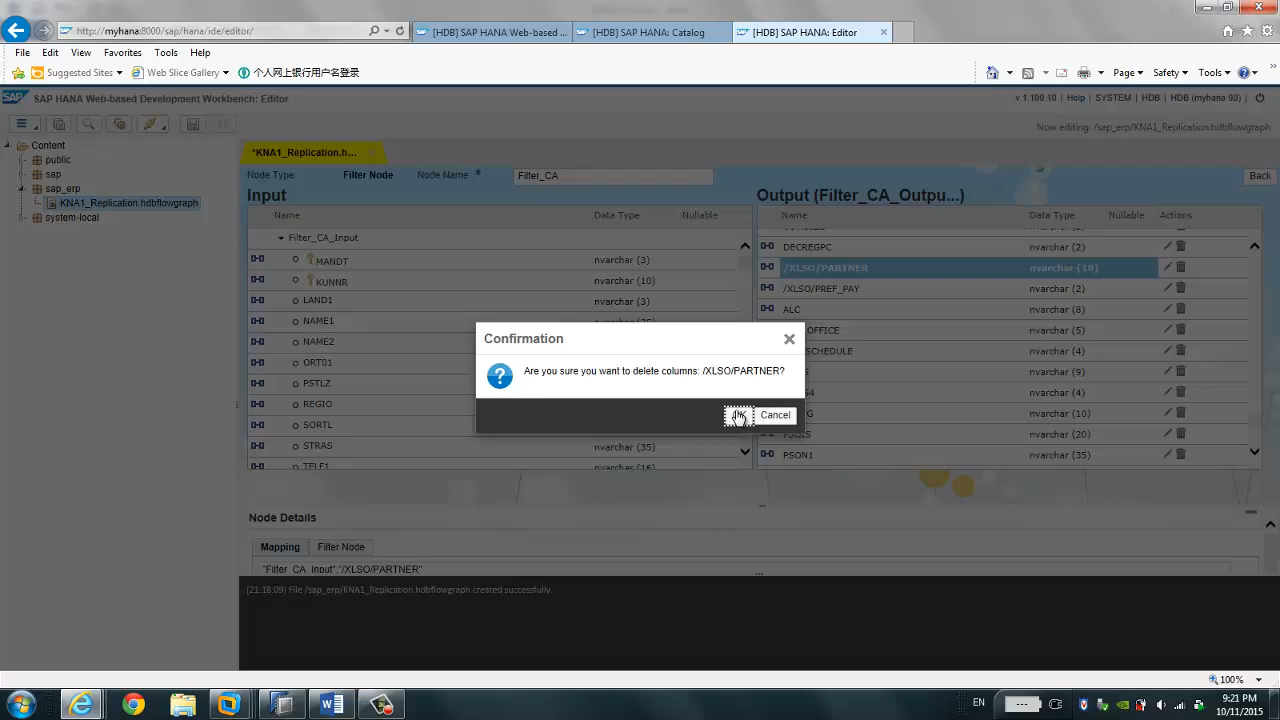 http://myhana:8000/sap/hana/ide/editor/
[HDB] SAP HANA Web-based ...
[HDB] SAP HANA: Catalog
[HDB] SAP HANA: Editor
File Edit View Favorites Tools Help
Suggested Sites Web Slice Gallery 个人网上银行用户名登录
Page Safety Tools
SAP SAP HANA Web-based Development Workbench: Editor
v 1.100.10 Help SYSTEM HDB HDB (myhana 00)
Now editing: /sap_erp/KNA1_Replication.hdbflowgraph
Content
public
sap
sap_erp
KNA1_Replication.hdbflowgraph
system-local
*KNA1_Replication.h...
Node Type: Filter Node Node Name * Filter_CA Back
Input
Name Data Type Nullable
Filter_CA_Input
MANDT nvarchar (3)
KUNNR nvarchar (10)
LAND1 nvarchar (3)
NAME1
NAME2
ORT01
PSTLZ
REGIO
SORTL
STRAS nvarchar (35)
TELF1 nvarchar (16)
Output (Filter_CA_Outpu...)
Name Data Type Nullable Actions
DECREGPC nvarchar (2)
/XLSO/PARTNER nvarchar (10)
/XLSO/PREF_PAY nvarchar (2)
ALC nvarchar (8)
OFFICE nvarchar (5)
SCHEDULE nvarchar (4)
nvarchar (9)
nvarchar (4)
nvarchar (10)
nvarchar (20)
PSON1 nvarchar (35)
Confirmation
Are you sure you want to delete columns: /XLSO/PARTNER?
OK Cancel
Node Details
Mapping Filter Node
"Filter_CA_Input"."/XLSO/PARTNER"
[21:18:09] File /sap_erp/KNA1_Replication.hdbflowgraph created successfully.
100%
EN
9:21 PM
10/11/2015